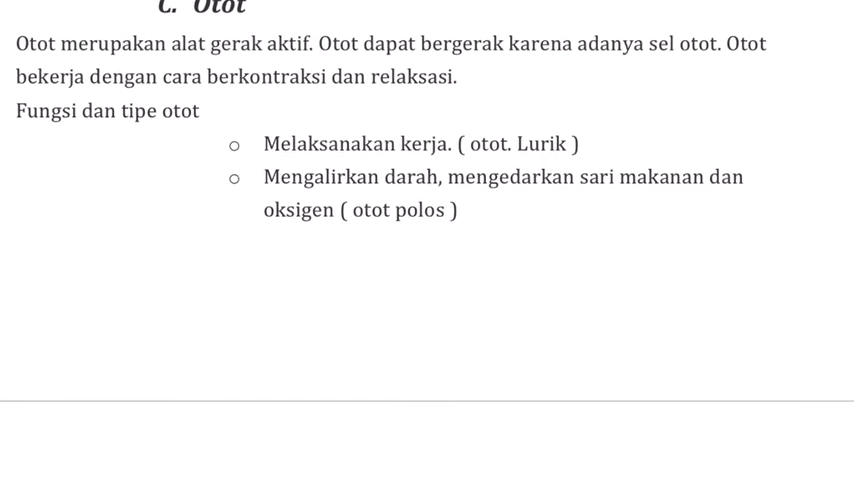 C. Otot
Otot merupakan alat gerak aktif. Otot dapat bergerak karena adanya sel otot. Otot
bekerja dengan cara berkontraksi dan relaksasi.
Fungsi dan tipe otot
○ Melaksanakan kerja. ( otot. Lurik )
○ Mengalirkan darah, mengedarkan sari makanan dan
oksigen ( otot polos )